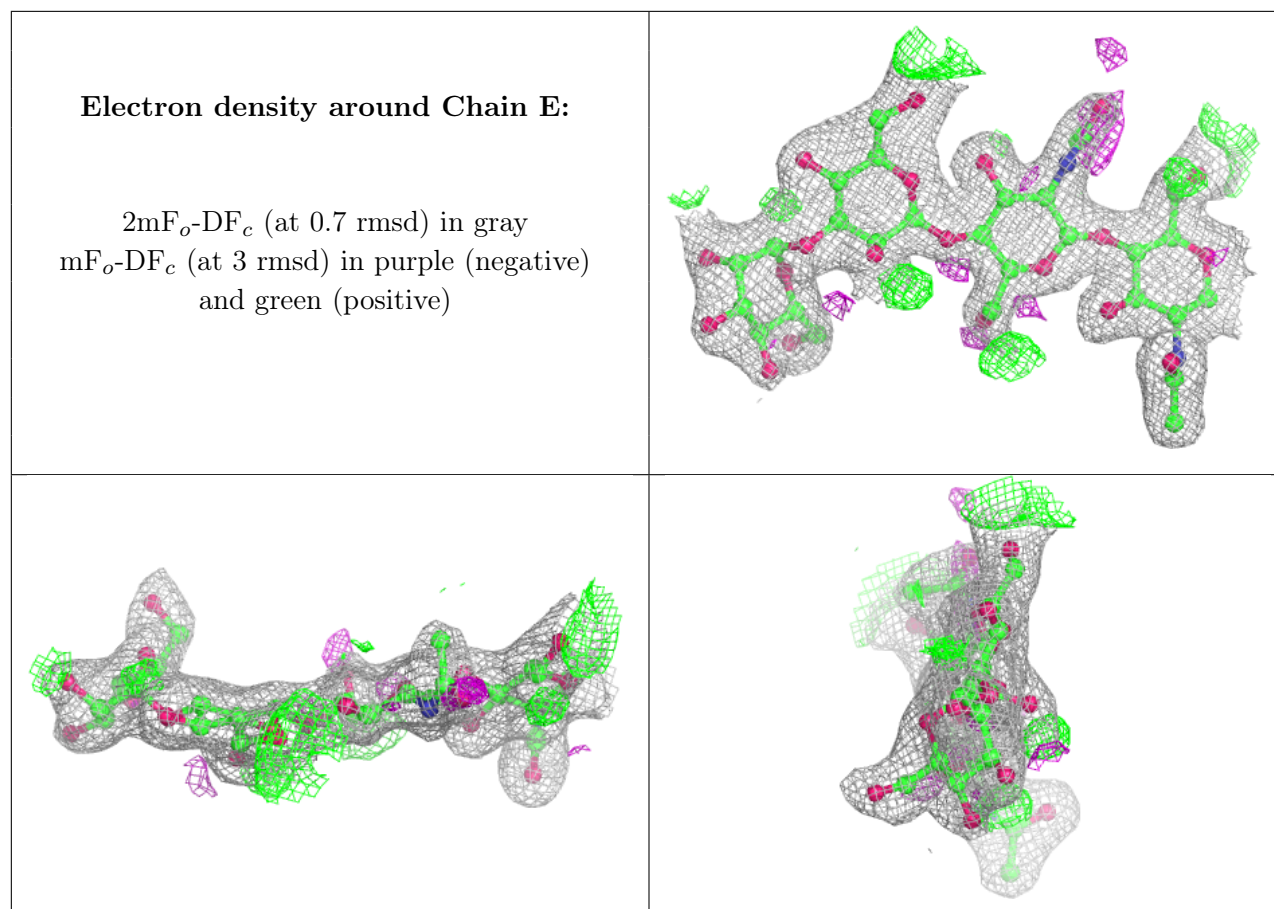 Electron density around Chain E:
2mFo-DFc (at 0.7 rmsd) in gray
mFo-DFc (at 3 rmsd) in purple (negative)
and green (positive)